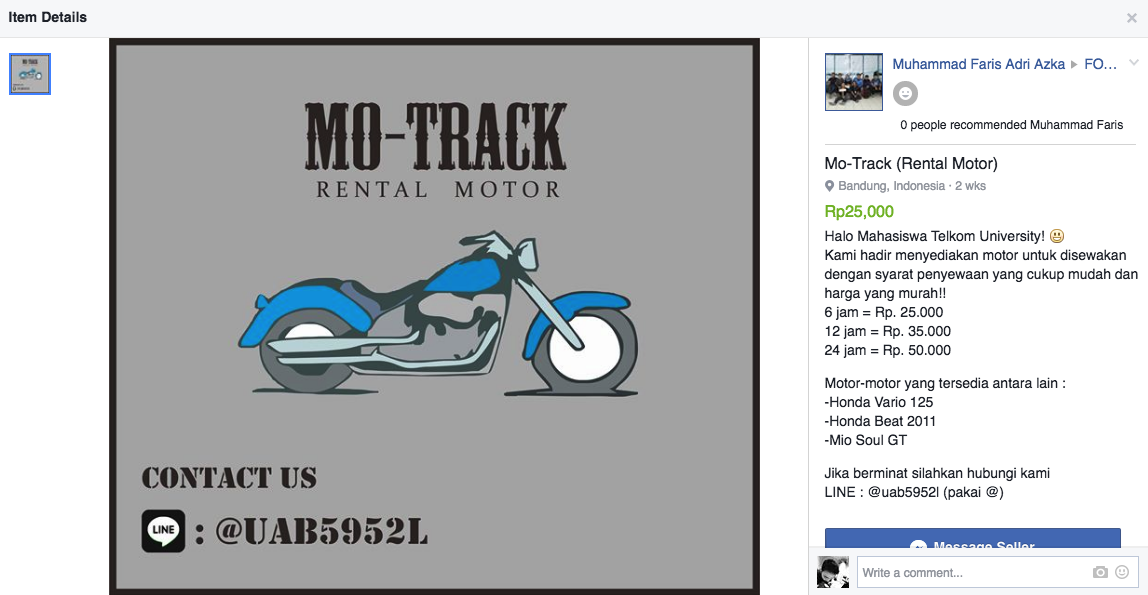 Item Details
MO-TRACK
RENTAL MOTOR
CONTACT US
LINE : @UAB5952L
Muhammad Faris Adri Azka ▸ FO...
0 people recommended Muhammad Faris
Mo-Track (Rental Motor)
Bandung, Indonesia · 2 wks
Rp25,000
Halo Mahasiswa Telkom University! 😃
Kami hadir menyediakan motor untuk disewakan
dengan syarat penyewaan yang cukup mudah dan
harga yang murah!!
6 jam = Rp. 25.000
12 jam = Rp. 35.000
24 jam = Rp. 50.000
Motor-motor yang tersedia antara lain :
-Honda Vario 125
-Honda Beat 2011
-Mio Soul GT
Jika berminat silahkan hubungi kami
LINE : @uab5952l (pakai @)
Message Seller
Write a comment...